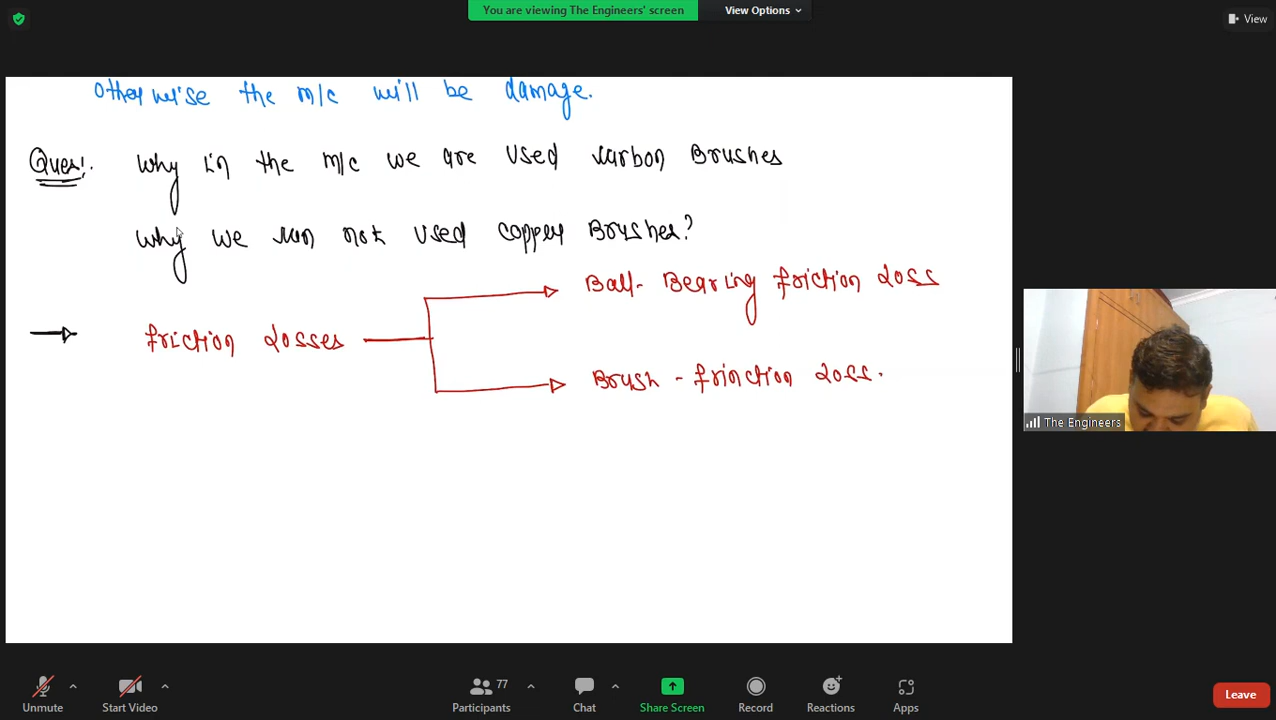 You are viewing The Engineers' screen
View Options
View
otherwise the m/c will be damage.
Ques:. Why in the m/c we are used karbon Brushes
why we can not used copper Brushes?
Ball- Bearing friction Loss
friction Losses
Brush - frinction Loss.
The Engineers
Unmute
Start Video
77
Participants
Chat
Share Screen
Record
Reactions
Apps
Leave